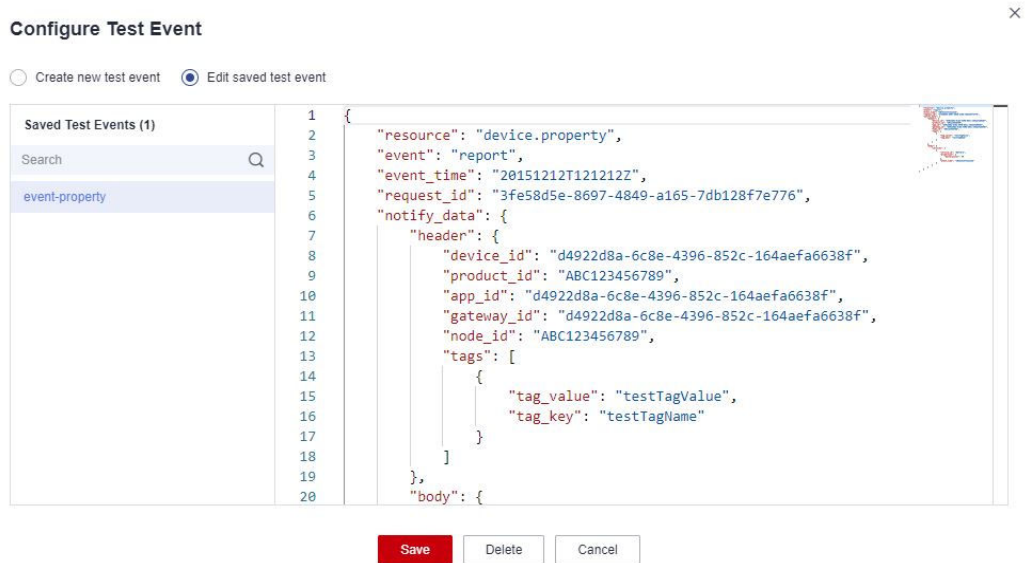 Configure Test Event
Create new test event Edit saved test event
Saved Test Events (1)
Search
event-property
1 {
2 "resource": "device.property",
3 "event": "report",
4 "event_time": "20151212T121212Z",
5 "request_id": "3fe58d5e-8697-4849-a165-7db128f7e776",
6 "notify_data": {
7 "header": {
8 "device_id": "d4922d8a-6c8e-4396-852c-164aefa6638f",
9 "product_id": "ABC123456789",
10 "app_id": "d4922d8a-6c8e-4396-852c-164aefa6638f",
11 "gateway_id": "d4922d8a-6c8e-4396-852c-164aefa6638f",
12 "node_id": "ABC123456789",
13 "tags": [
14 {
15 "tag_value": "testTagValue",
16 "tag_key": "testTagName"
17 }
18 ]
19 },
20 "body": {
Save Delete Cancel